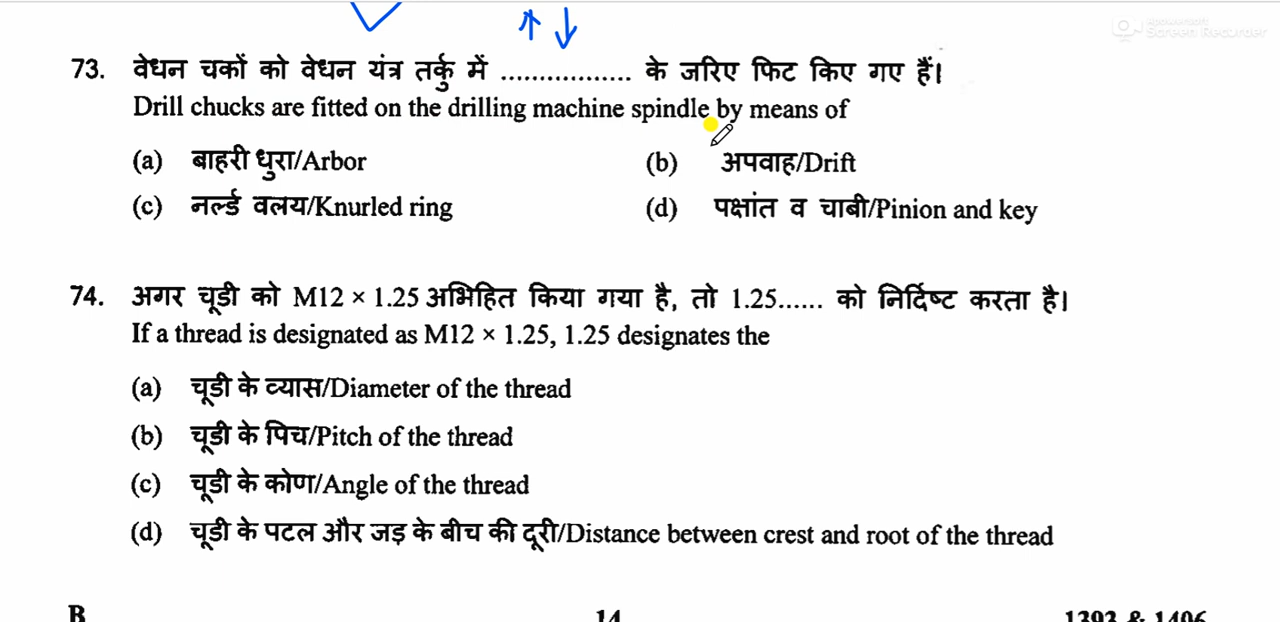 Apowersoft
Screen Recorder
73. वेधन चकों को वेधन यंत्र तर्कु में .................. के जरिए फिट किए गए हैं।
Drill chucks are fitted on the drilling machine spindle by means of
(a) बाहरी धुरा/Arbor (b) अपवाह/Drift
(c) नर्ल्ड वलय/Knurled ring (d) पक्षांत व चाबी/Pinion and key
74. अगर चूडी को M12 × 1.25 अभिहित किया गया है, तो 1.25...... को निर्दिष्ट करता है।
If a thread is designated as M12 × 1.25, 1.25 designates the
(a) चूडी के व्यास/Diameter of the thread
(b) चूडी के पिच/Pitch of the thread
(c) चूडी के कोण/Angle of the thread
(d) चूडी के पटल और जड़ के बीच की दूरी/Distance between crest and root of the thread
B 14 1393 & 1406